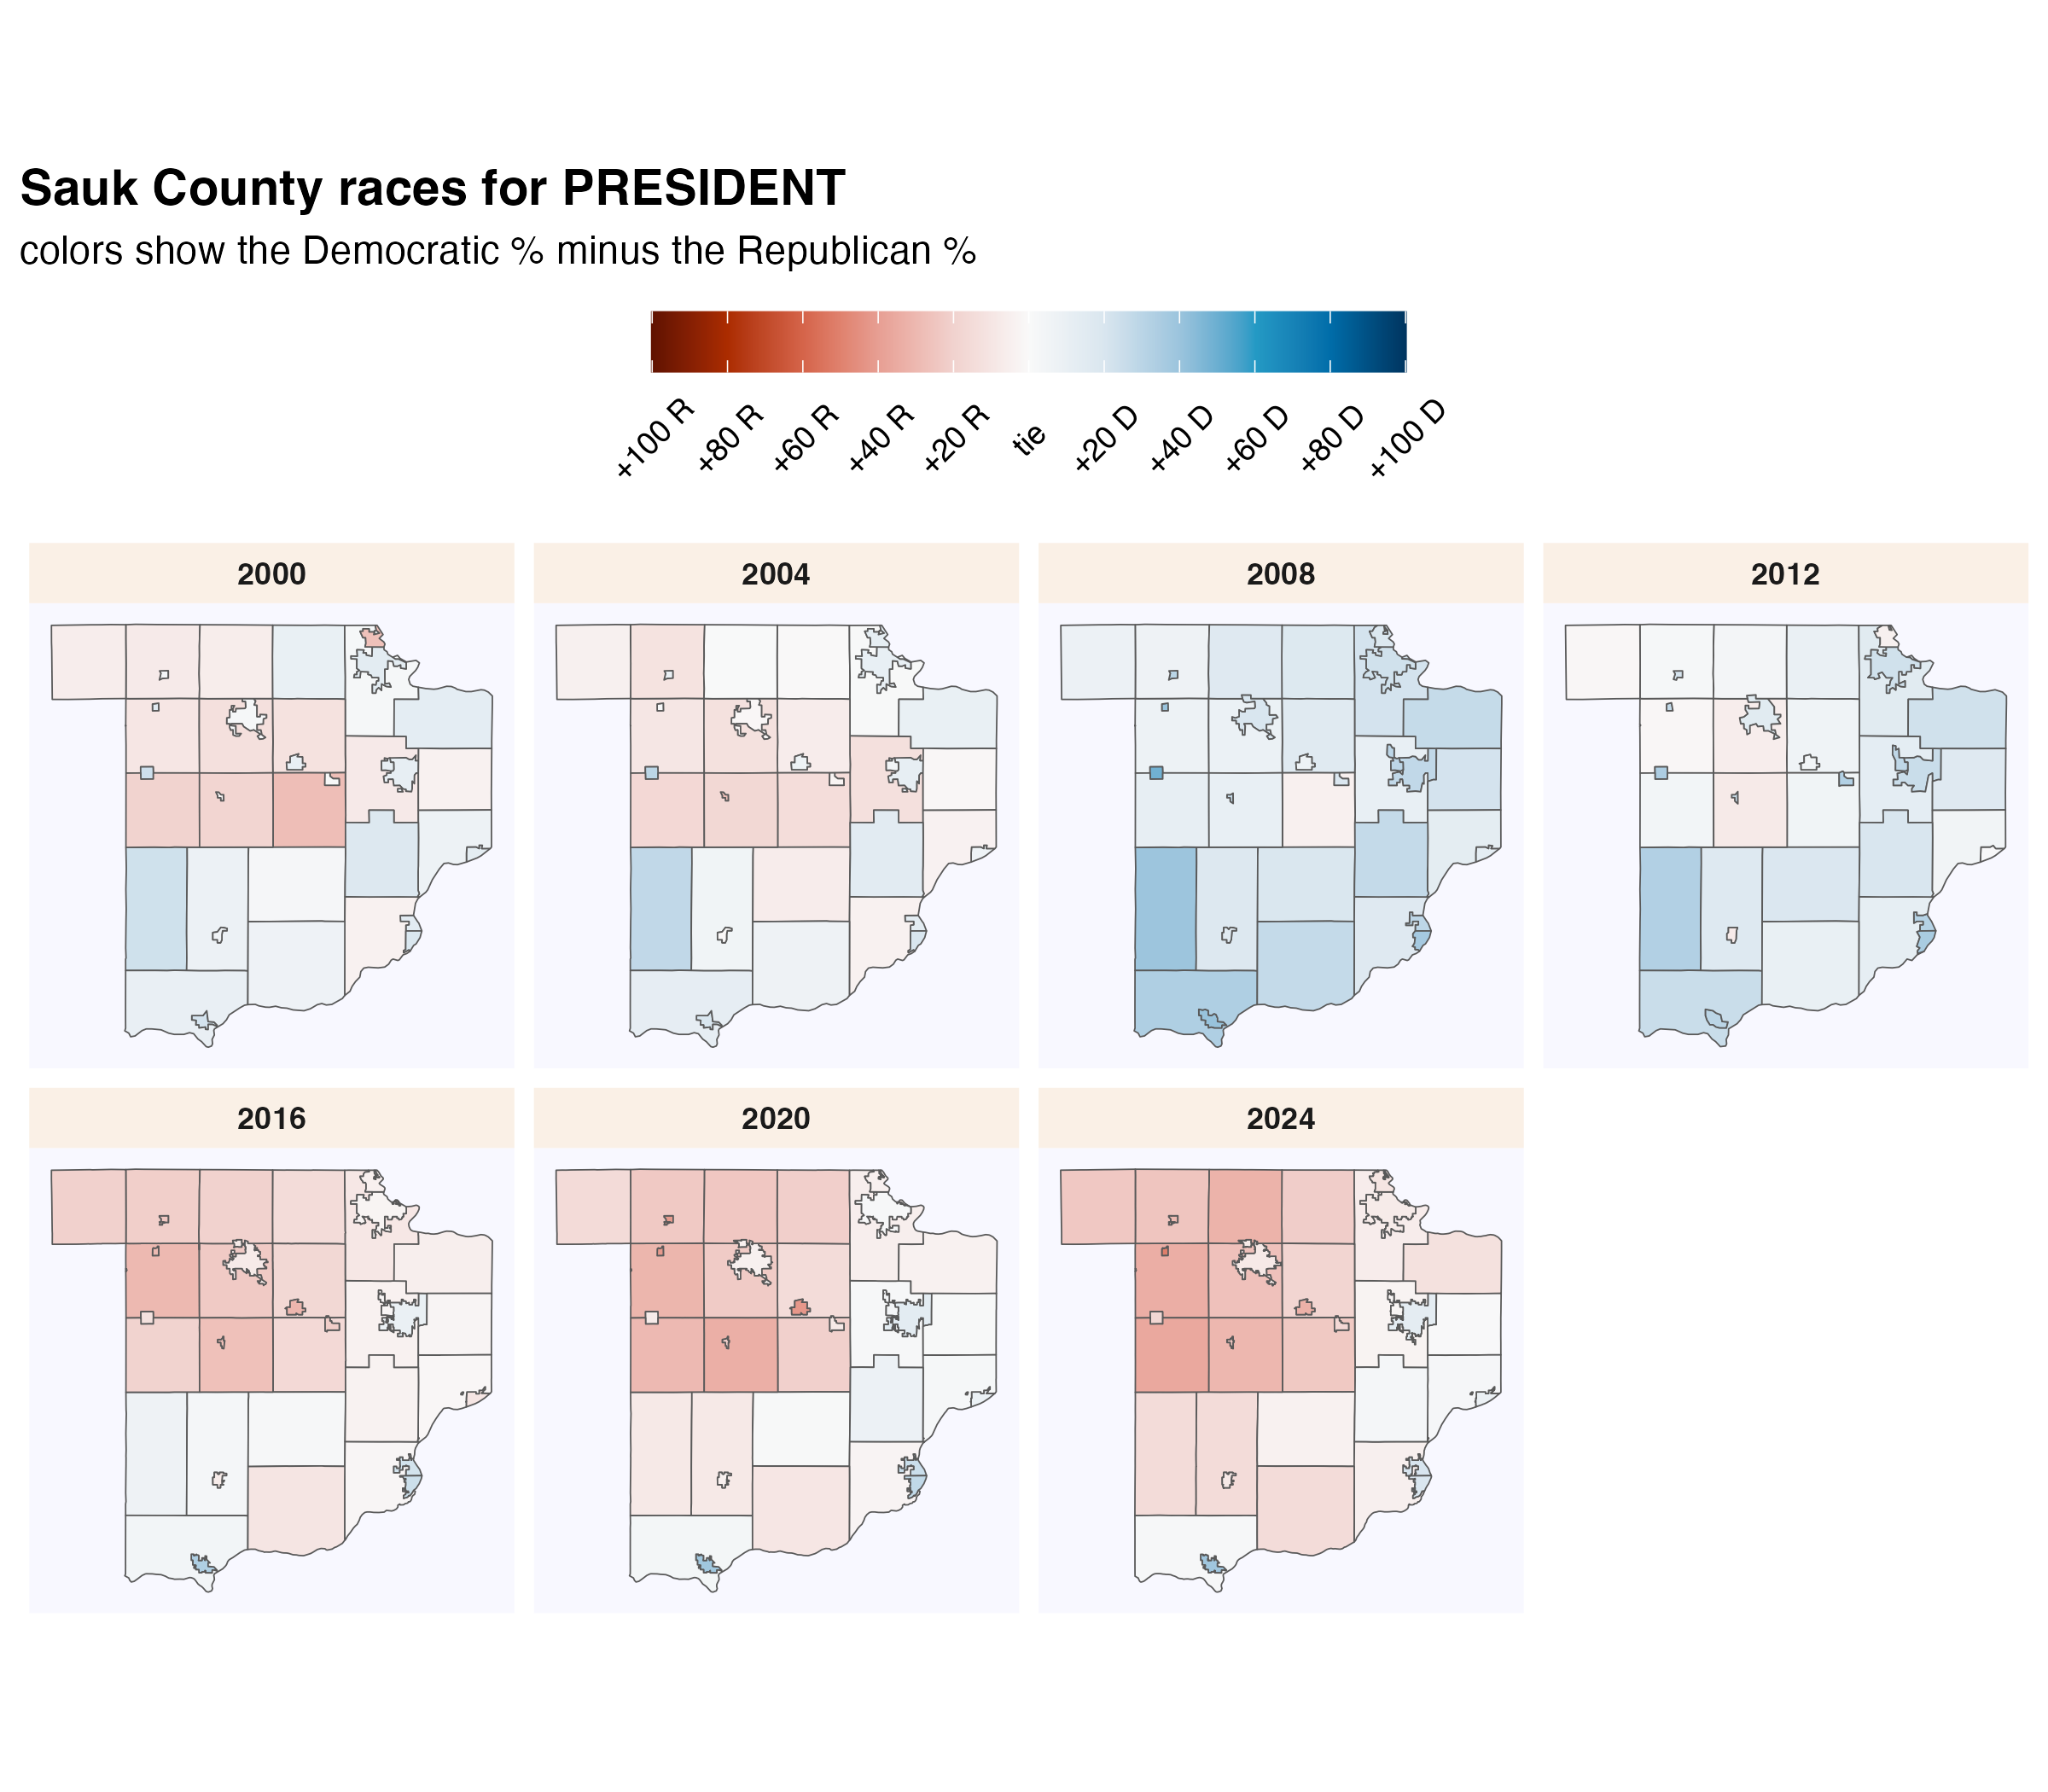 Sauk County races for PRESIDENT
colors show the Democratic % minus the Republican %
+100 R +80 R +60 R +40 R +20 R tie +20 D +40 D +60 D +80 D +100 D
2000 2004 2008 2012
2016 2020 2024